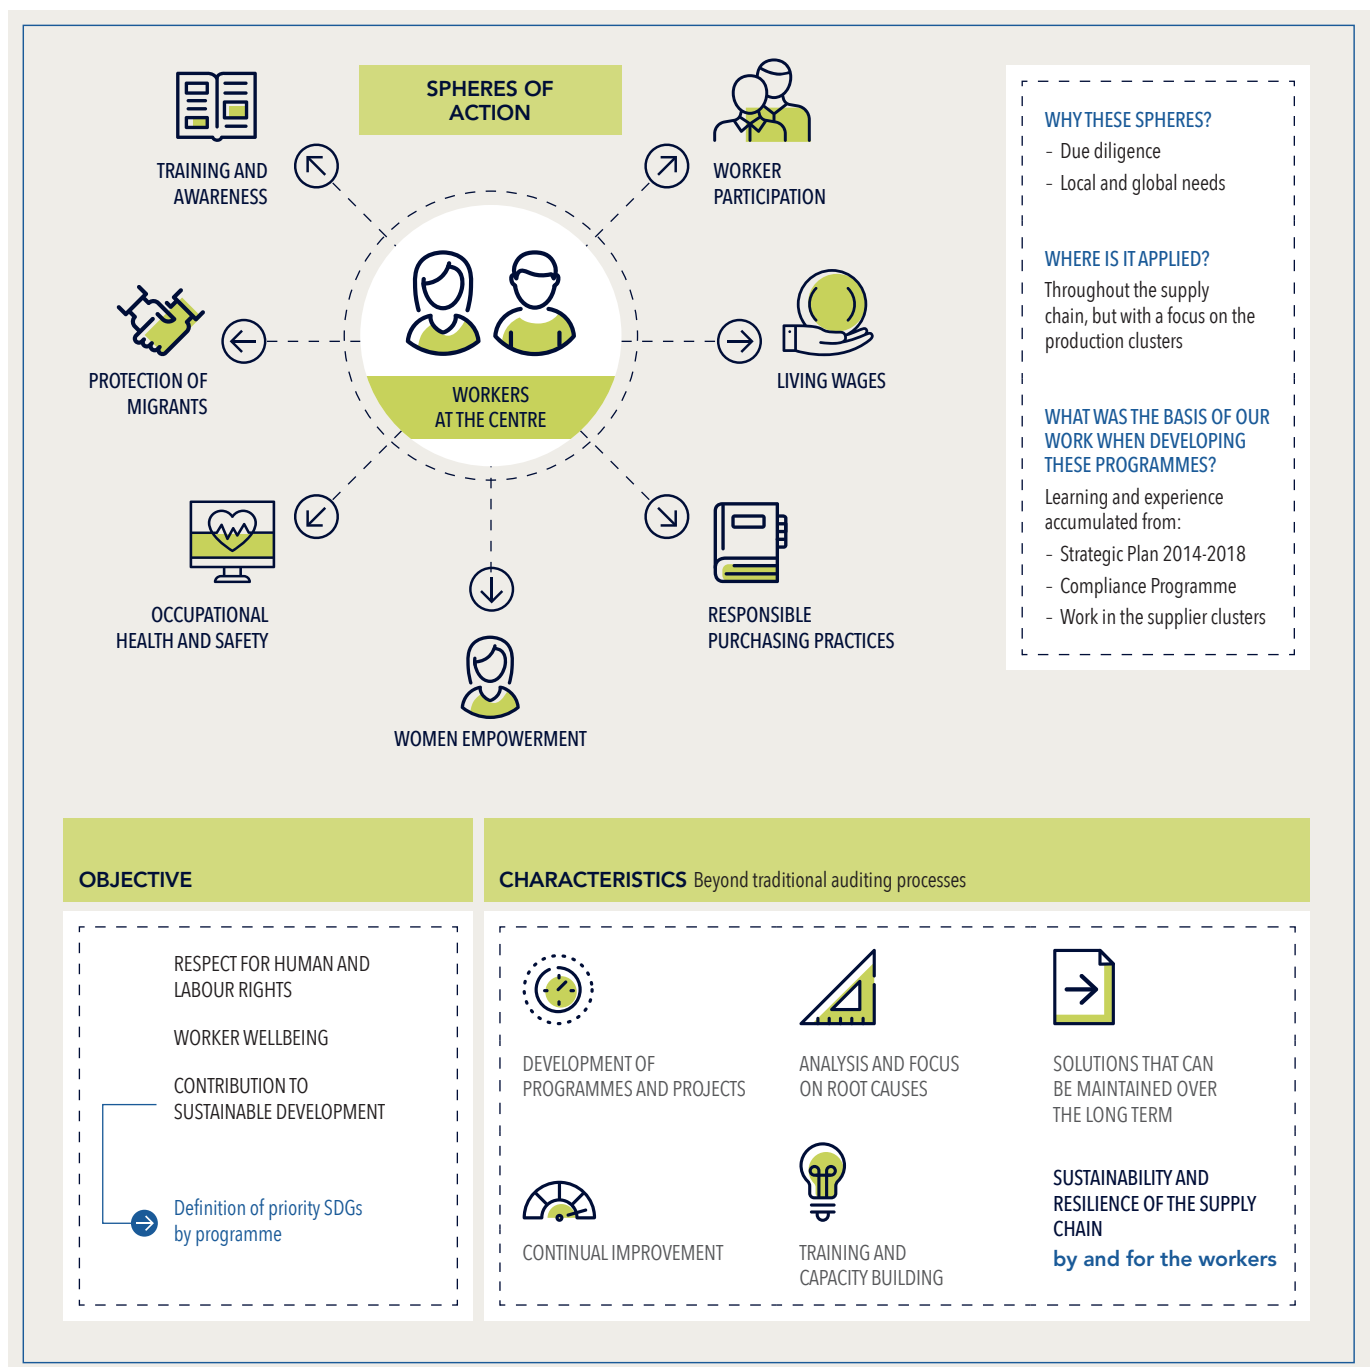 SPHERES OF
ACTION
TRAINING AND
AWARENESS
WORKER
PARTICIPATION
PROTECTION OF
MIGRANTS
WORKERS
AT THE CENTRE
LIVING WAGES
OCCUPATIONAL
HEALTH AND SAFETY
RESPONSIBLE
PURCHASING PRACTICES
WOMEN EMPOWERMENT
WHY THESE SPHERES?
– Due diligence
– Local and global needs
WHERE IS IT APPLIED?
Throughout the supply
chain, but with a focus on the
production clusters
WHAT WAS THE BASIS OF OUR
WORK WHEN DEVELOPING
THESE PROGRAMMES?
Learning and experience
accumulated from:
– Strategic Plan 2014-2018
– Compliance Programme
– Work in the supplier clusters
OBJECTIVE
RESPECT FOR HUMAN AND
LABOUR RIGHTS
WORKER WELLBEING
CONTRIBUTION TO
SUSTAINABLE DEVELOPMENT
Definition of priority SDGs
by programme
CHARACTERISTICS Beyond traditional auditing processes
DEVELOPMENT OF
PROGRAMMES AND PROJECTS
ANALYSIS AND FOCUS
ON ROOT CAUSES
SOLUTIONS THAT CAN
BE MAINTAINED OVER
THE LONG TERM
CONTINUAL IMPROVEMENT
TRAINING AND
CAPACITY BUILDING
SUSTAINABILITY AND
RESILIENCE OF THE SUPPLY
CHAIN
by and for the workers